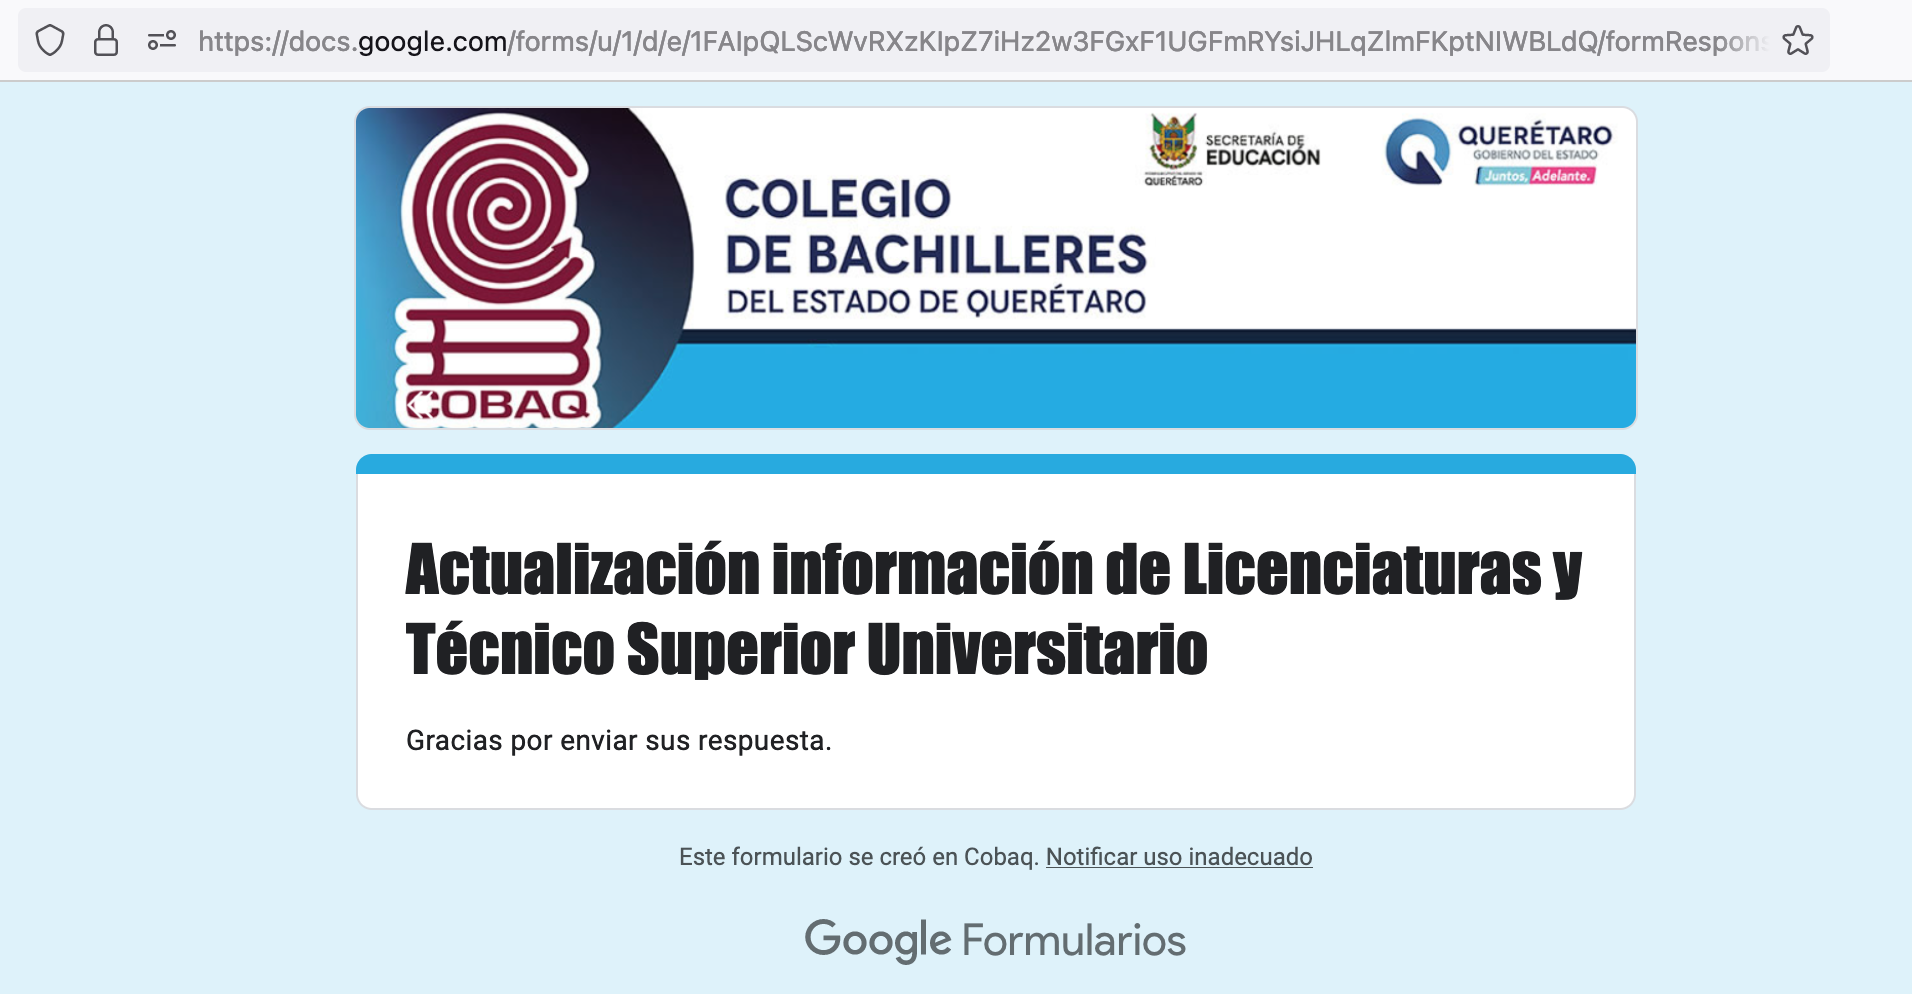 https://docs.google.com/forms/u/1/d/e/1FAIpQLScWvRXzKIpZ7iHz2w3FGxF1UGFmRYsiJHLqZlmFKptNIWBLdQ/formRespons
SECRETARÍA DE
EDUCACIÓN
QUERÉTARO
QUERÉTARO
GOBIERNO DEL ESTADO
Juntos, Adelante.
COLEGIO
DE BACHILLERES
DEL ESTADO DE QUERÉTARO
COBAQ
Actualización información de Licenciaturas y
Técnico Superior Universitario
Gracias por enviar sus respuesta.
Este formulario se creó en Cobaq. Notificar uso inadecuado
Google Formularios